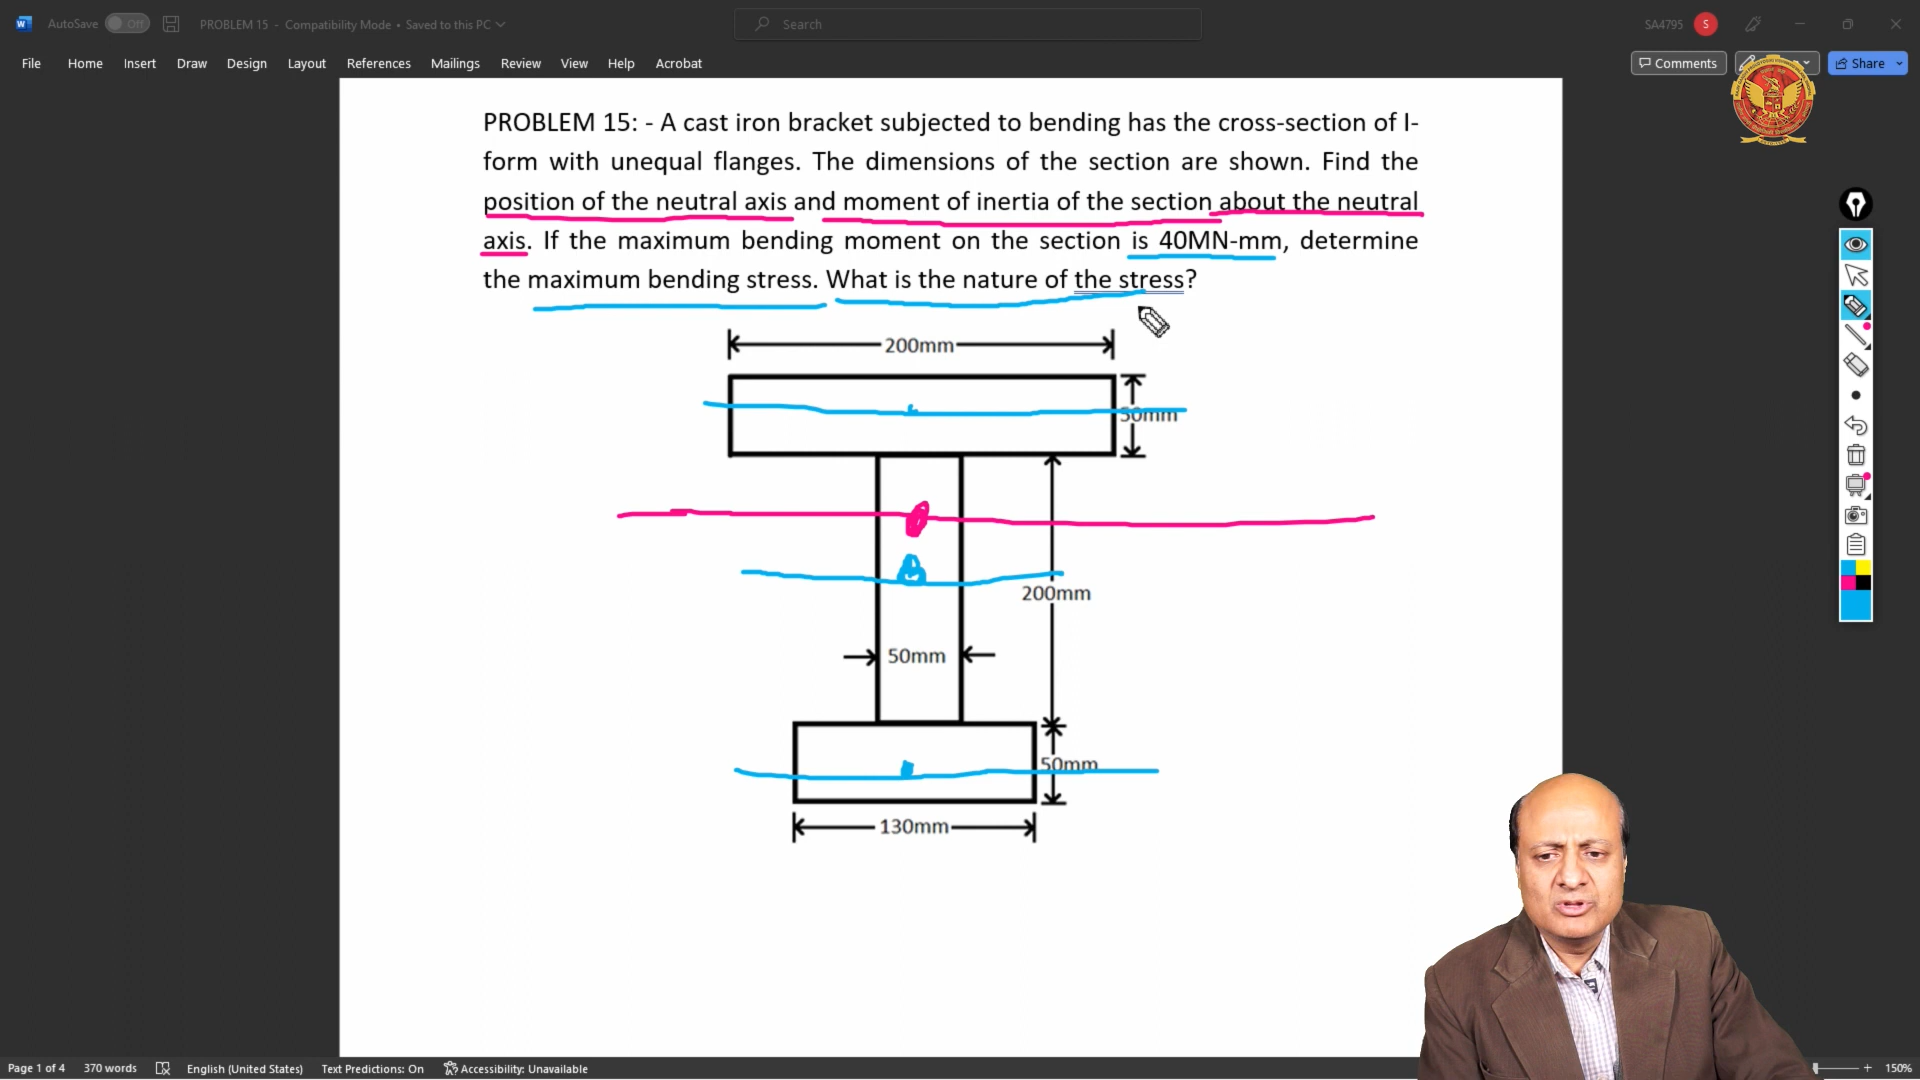 AutoSave Off PROBLEM 15 - Compatibility Mode • Saved to this PC Search SA4795 S
File Home Insert Draw Design Layout References Mailings Review View Help Acrobat Comments Share
PROBLEM 15: - A cast iron bracket subjected to bending has the cross-section of I-
form with unequal flanges. The dimensions of the section are shown. Find the
position of the neutral axis and moment of inertia of the section about the neutral
axis. If the maximum bending moment on the section is 40MN-mm, determine
the maximum bending stress. What is the nature of the stress?
200mm
50mm
200mm
50mm
50mm
130mm
Page 1 of 4 370 words English (United States) Text Predictions: On Accessibility: Unavailable + 150%